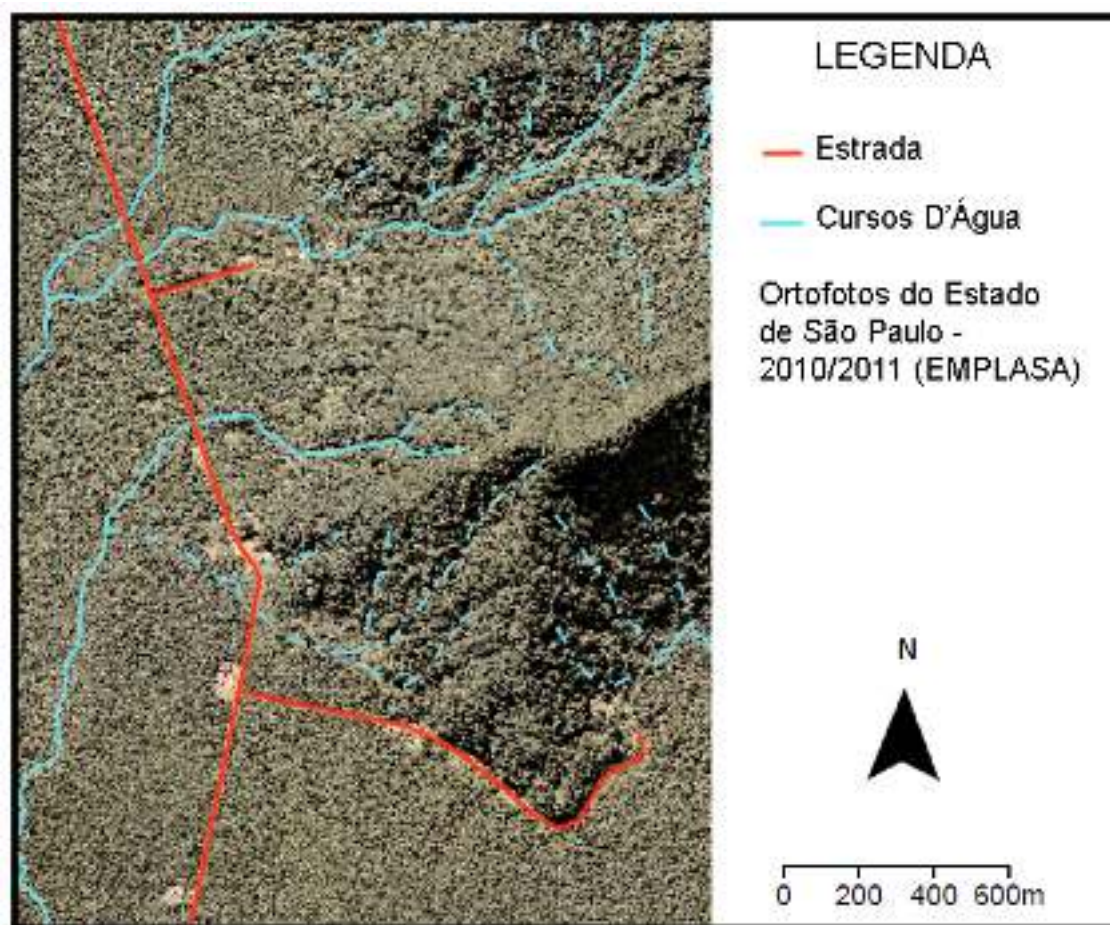 LEGENDA
Estrada
Cursos D'Água
Ortofotos do Estado
de São Paulo -
2010/2011 (EMPLASA)
N
0 200 400 600m